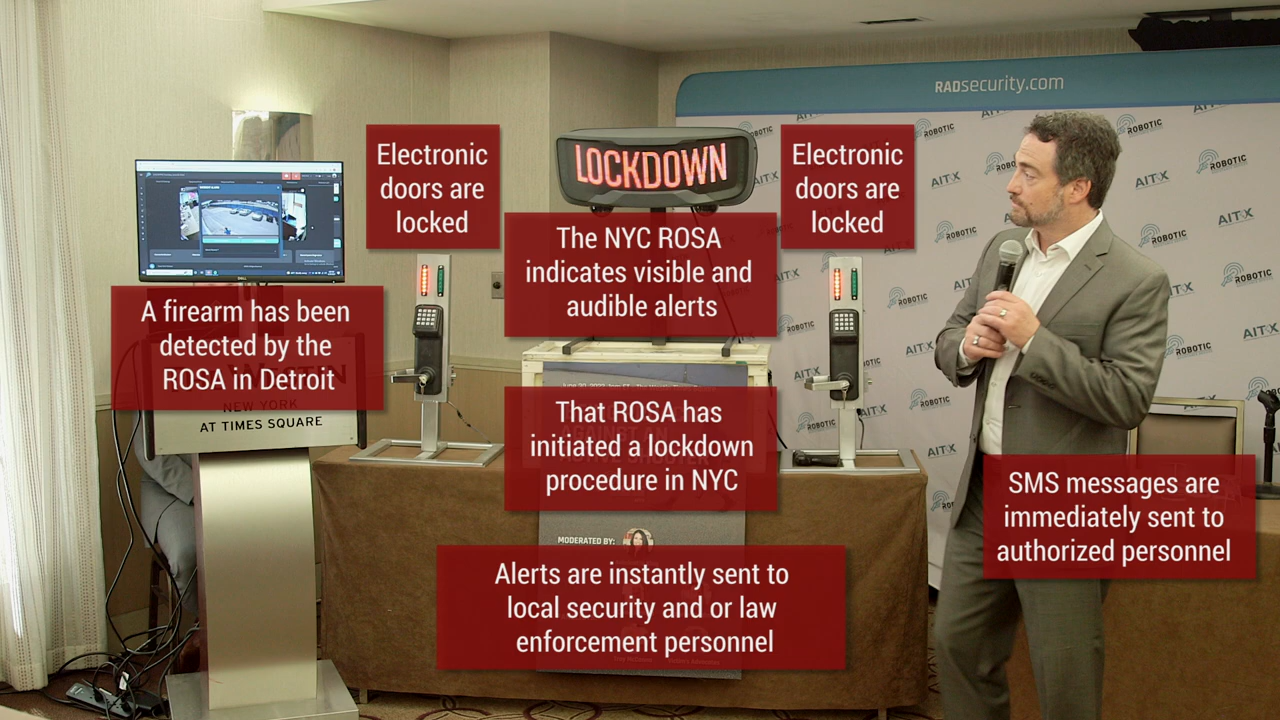 RADsecurity.com
Electronic
doors are
locked
LOCKDOWN
Electronic
doors are
locked
The NYC ROSA
indicates visible and
audible alerts
A firearm has been
detected by the
ROSA in Detroit
NEW YORK
AT TIMES SQUARE
That ROSA has
initiated a lockdown
procedure in NYC
SMS messages are
immediately sent to
authorized personnel
MODERATED BY:
Alerts are instantly sent to
local security and or law
enforcement personnel
ROBOTIC
AITX
DELL